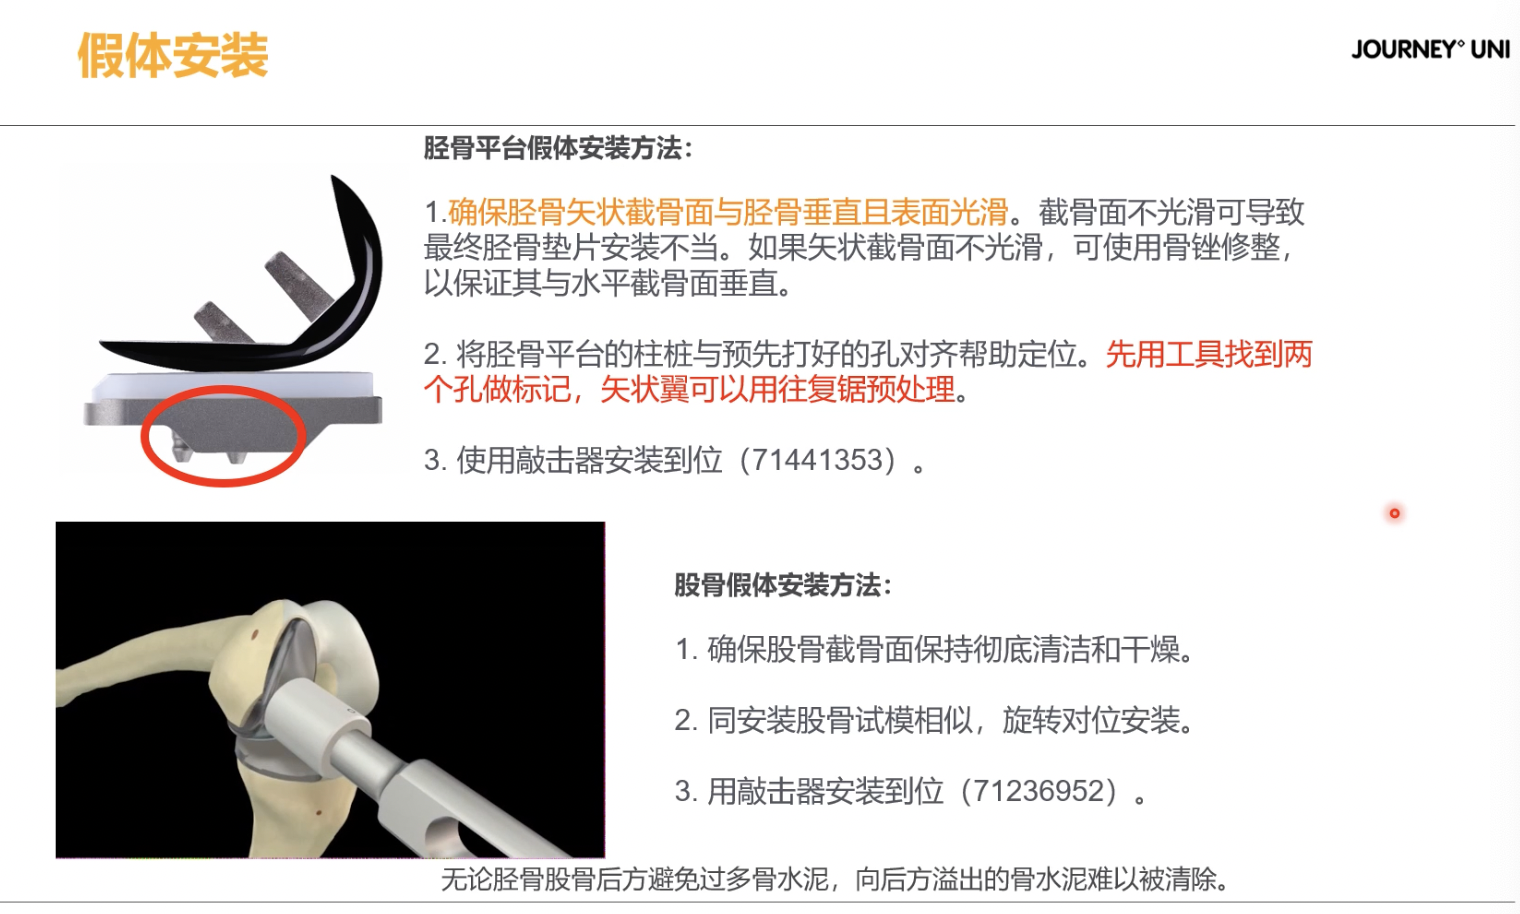 假体安装
JOURNEY◊ UNI
胫骨平台假体安装方法：
1.确保胫骨矢状截骨面与胫骨垂直且表面光滑。截骨面不光滑可导致
最终胫骨垫片安装不当。如果矢状截骨面不光滑，可使用骨锉修整，
以保证其与水平截骨面垂直。
2. 将胫骨平台的柱桩与预先打好的孔对齐帮助定位。先用工具找到两
个孔做标记，矢状翼可以用往复锯预处理。
3. 使用敲击器安装到位（71441353）。
股骨假体安装方法：
1. 确保股骨截骨面保持彻底清洁和干燥。
2. 同安装股骨试模相似，旋转对位安装。
3. 用敲击器安装到位（71236952）。
无论胫骨股骨后方避免过多骨水泥，向后方溢出的骨水泥难以被清除。